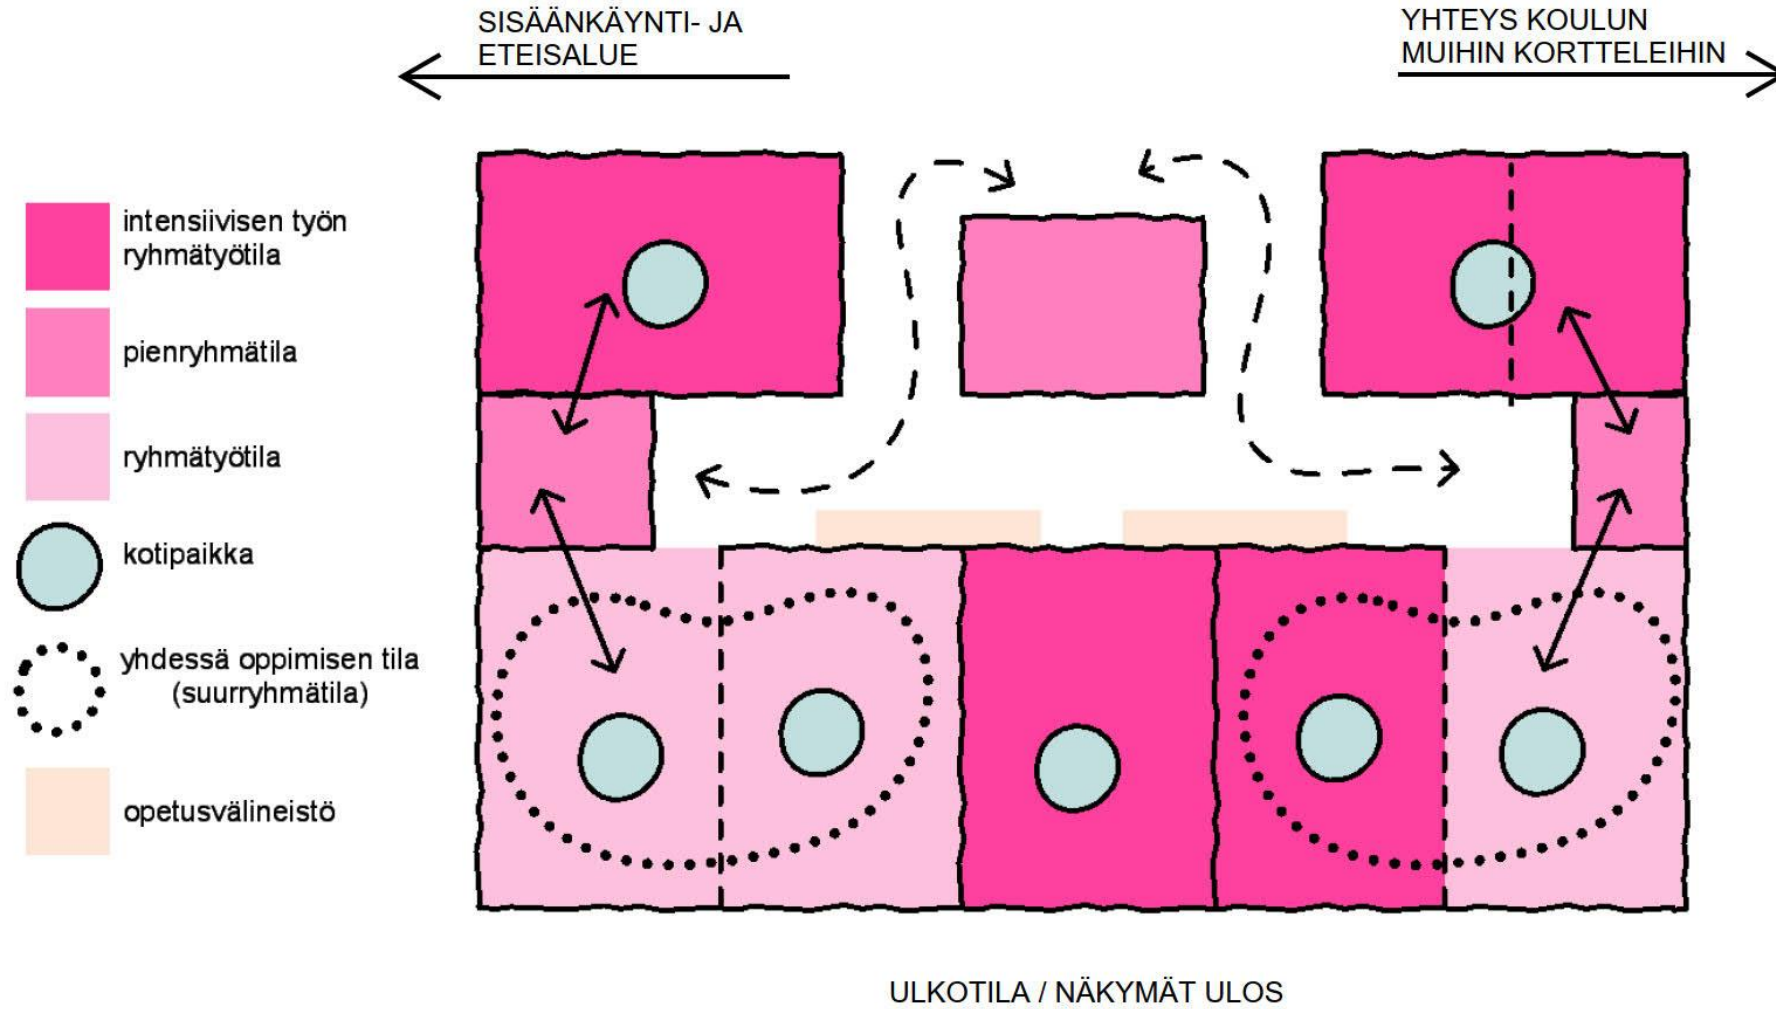 SISÄÄNKÄYNTI- JA
ETEISALUE
YHTEYS KOULUN
MUIHIN KORTTELEIHIN
intensiivisen työn
ryhmätyötila
pienryhmätila
ryhmätyötila
kotipaikka
yhdessä oppimisen tila
(suurryhmätila)
opetusvälineistö
ULKOTILA / NÄKYMÄT ULOS